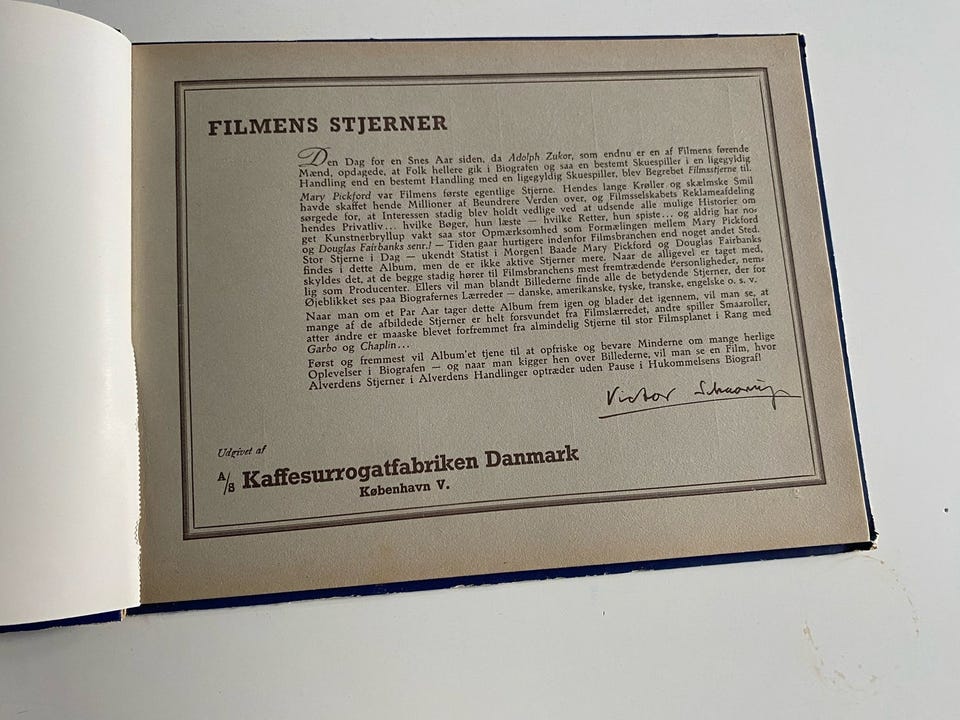 FILMENS STJERNER
Den Dag for en Snes Aar siden, da Adolph Zukor, som endnu er en af Filmens førende
Mænd, opdagede, at Folk hellere gik i Biografen og saa en bestemt Skuespiller i en ligegyldig
Handling end en bestemt Handling med en ligegyldig Skuespiller, blev Begrebet Filmsstjerne til.
Mary Pickford var Filmens første egentlige Stjerne. Hendes lange Krøller og skælmske Smil
havde skaffet hende Millioner af Beundrere Verden over, og Filmsselskabets Reklameafdeling
sørgede for, at Interessen stadig blev holdt vedlige ved at udsende alle mulige Historier om
hendes Privatliv... hvilke Bøger, hun læste — hvilke Retter, hun spiste... og aldrig har no-
get Kunstnerbryllup vakt saa stor Opmærksomhed som Formælingen mellem Mary Pickford
og Douglas Fairbanks senr.! — Tiden gaar hurtigere indenfor Filmsbranchen end noget andet Sted.
Stor Stjerne i Dag — ukendt Statist i Morgen! Baade Mary Pickford og Douglas Fairbanks
findes i dette Album, men de er ikke aktive Stjerner mere. Naar de alligevel er taget med,
skyldes det, at de begge stadig hører til Filmsbranchens mest fremtrædende Personligheder, nem-
lig som Producenter. Ellers vil man blandt Billederne finde alle de betydende Stjerner, der for
Øjeblikket ses paa Biografernes Lærreder — danske, amerikanske, tyske, franske, engelske o. s. v.
Naar man om et Par Aar tager dette Album frem igen og blader det igennem, vil man se, at
mange af de afbildede Stjerner er helt forsvundet fra Filmslærredet, andre spiller Smaaroller,
atter andre er maaske blevet forfremmet fra almindelig Stjerne til stor Filmsplanet i Rang med
Garbo og Chaplin...
Først og fremmest vil Album'et tjene til at opfriske og bevare Minderne om mange herlige
Oplevelser i Biografen — og naar man kigger hen over Billederne, vil man se en Film, hvor
Alverdens Stjerner i Alverdens Handlinger optræder uden Pause i Hukommelsens Biograf!
Victor
Udgivet af
A/S Kaffesurrogatfabriken Danmark
København V.